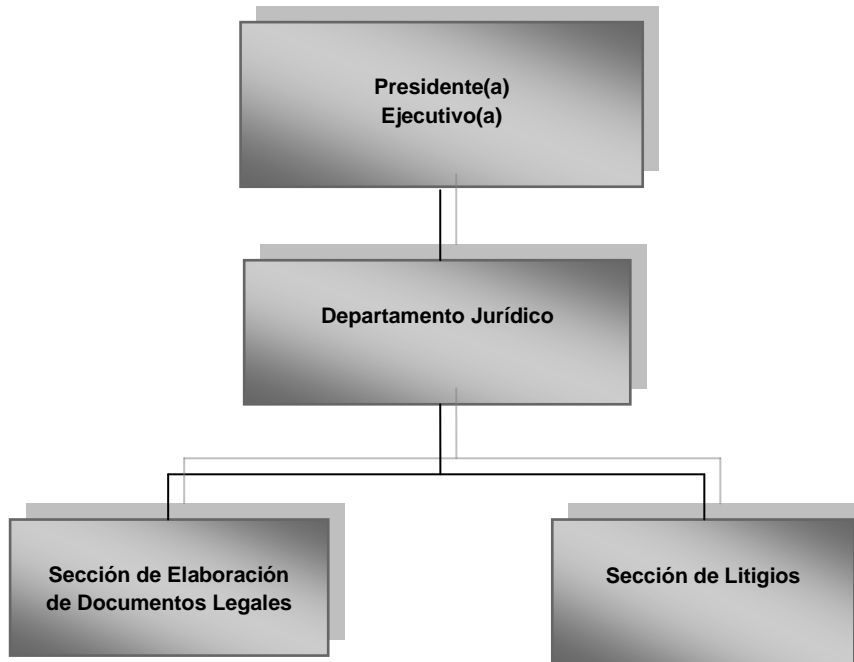 Presidente(a)
Ejecutivo(a)
Departamento Jurídico
Sección de Elaboración
de Documentos Legales
Sección de Litigios